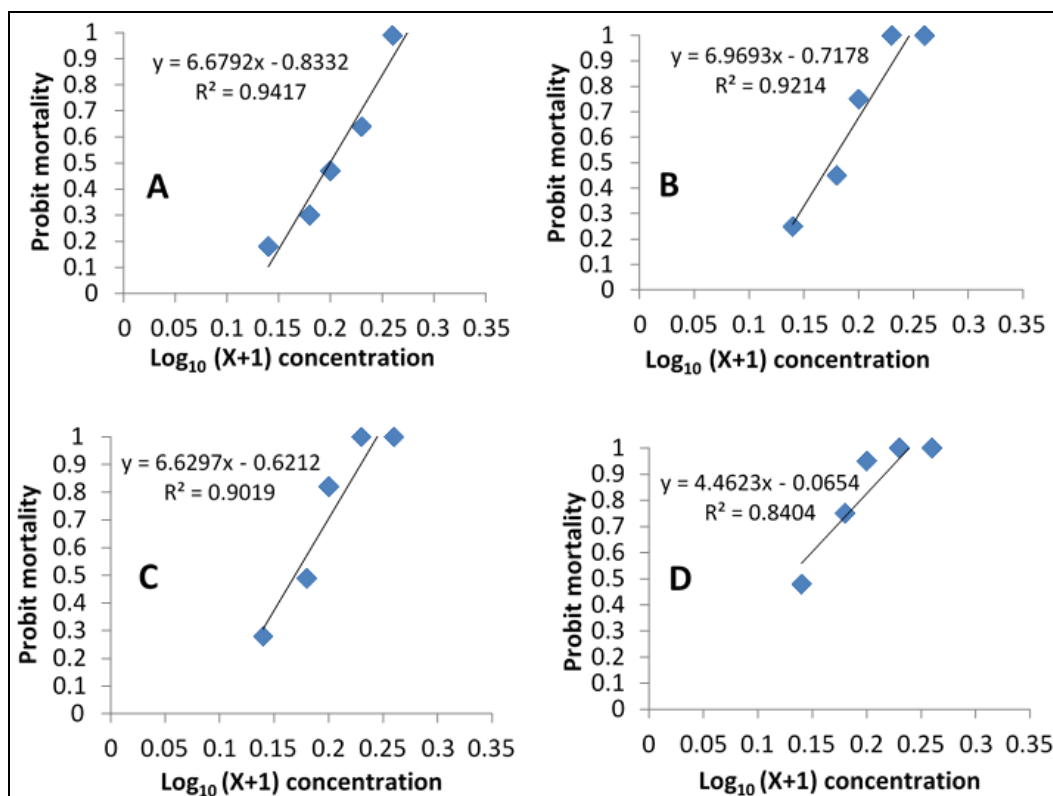 Probit mortality
1
0.9
0.8
0.7
0.6
0.5
0.4
0.3
0.2
0.1
0
y = 6.6792x - 0.8332
R² = 0.9417
A
0 0.05 0.1 0.15 0.2 0.25 0.3 0.35
Log₁₀ (X+1) concentration
Probit mortality
1
0.9
0.8
0.7
0.6
0.5
0.4
0.3
0.2
0.1
0
y = 6.9693x - 0.7178
R² = 0.9214
B
0 0.05 0.1 0.15 0.2 0.25 0.3 0.35
Log₁₀ (X+1) concentration
Probit mortality
1
0.9
0.8
0.7
0.6
0.5
0.4
0.3
0.2
0.1
0
y = 6.6297x - 0.6212
R² = 0.9019
C
0 0.05 0.1 0.15 0.2 0.25 0.3 0.35
Log₁₀ (X+1) concentration
Probit mortality
1
0.9
0.8
0.7
0.6
0.5
0.4
0.3
0.2
0.1
0
y = 4.4623x - 0.0654
R² = 0.8404
D
0 0.05 0.1 0.15 0.2 0.25 0.3 0.35
Log₁₀ (X+1) concentration